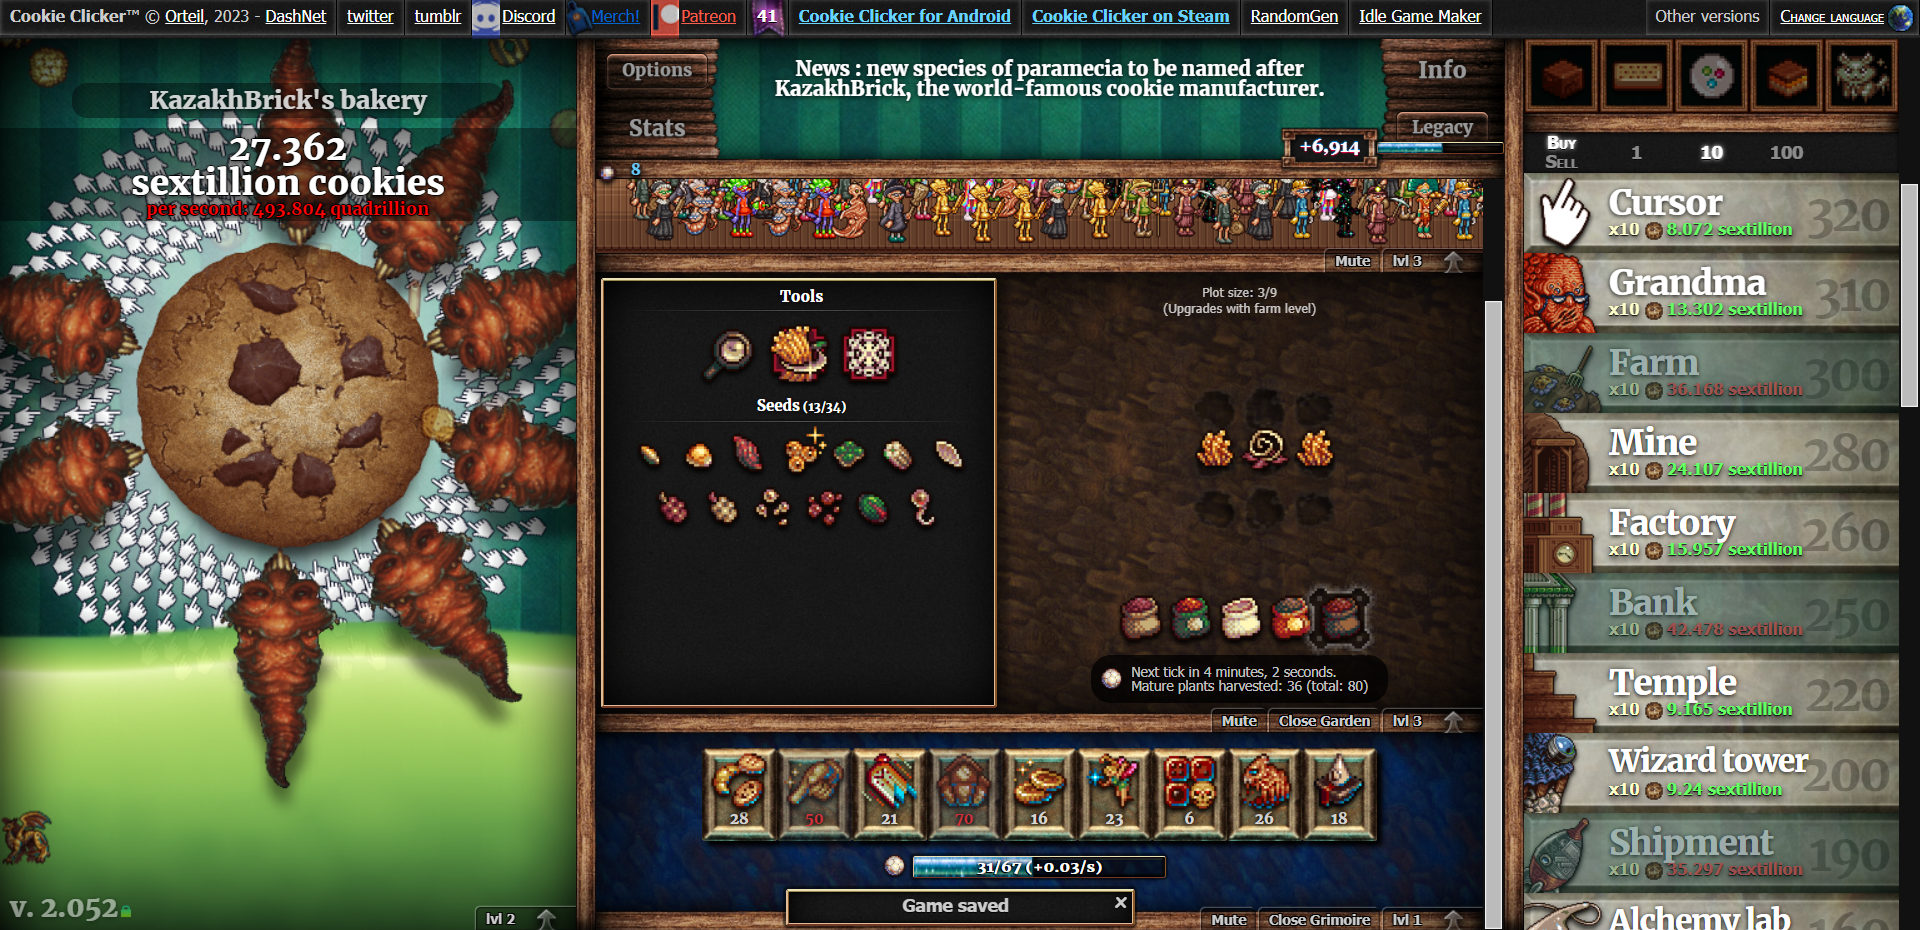 Cookie Clicker™ © Orteil, 2023 - DashNet
twitter
tumblr
Discord
Merch!
Patreon
41
Cookie Clicker for Android
Cookie Clicker on Steam
RandomGen
Idle Game Maker
Other versions
Change language
KazakhBrick's bakery
27.362
sextillion cookies
per second: 493.804 quadrillion
v. 2.052
lvl 2
Options
Stats
News : new species of paramecia to be named after
KazakhBrick, the world-famous cookie manufacturer.
Info
Legacy
+6,914
8
Mute
lvl 3
Tools
Seeds (13/34)
Plot size: 3/9
(Upgrades with farm level)
Next tick in 4 minutes, 2 seconds.
Mature plants harvested: 36 (total: 80)
Mute
Close Garden
lvl 3
28
50
21
70
16
23
6
26
18
31/67 (+0.03/s)
Game saved
x
Mute
Close Grimoire
lvl 1
Buy
Sell
1
10
100
Cursor
x10 8.072 sextillion
320
Grandma
x10 13.302 sextillion
310
Farm
x10 36.168 sextillion
300
Mine
x10 24.107 sextillion
280
Factory
x10 15.957 sextillion
260
Bank
x10 42.478 sextillion
250
Temple
x10 9.165 sextillion
220
Wizard tower
x10 9.24 sextillion
200
Shipment
x10 35.297 sextillion
190
Alchemy lab
160